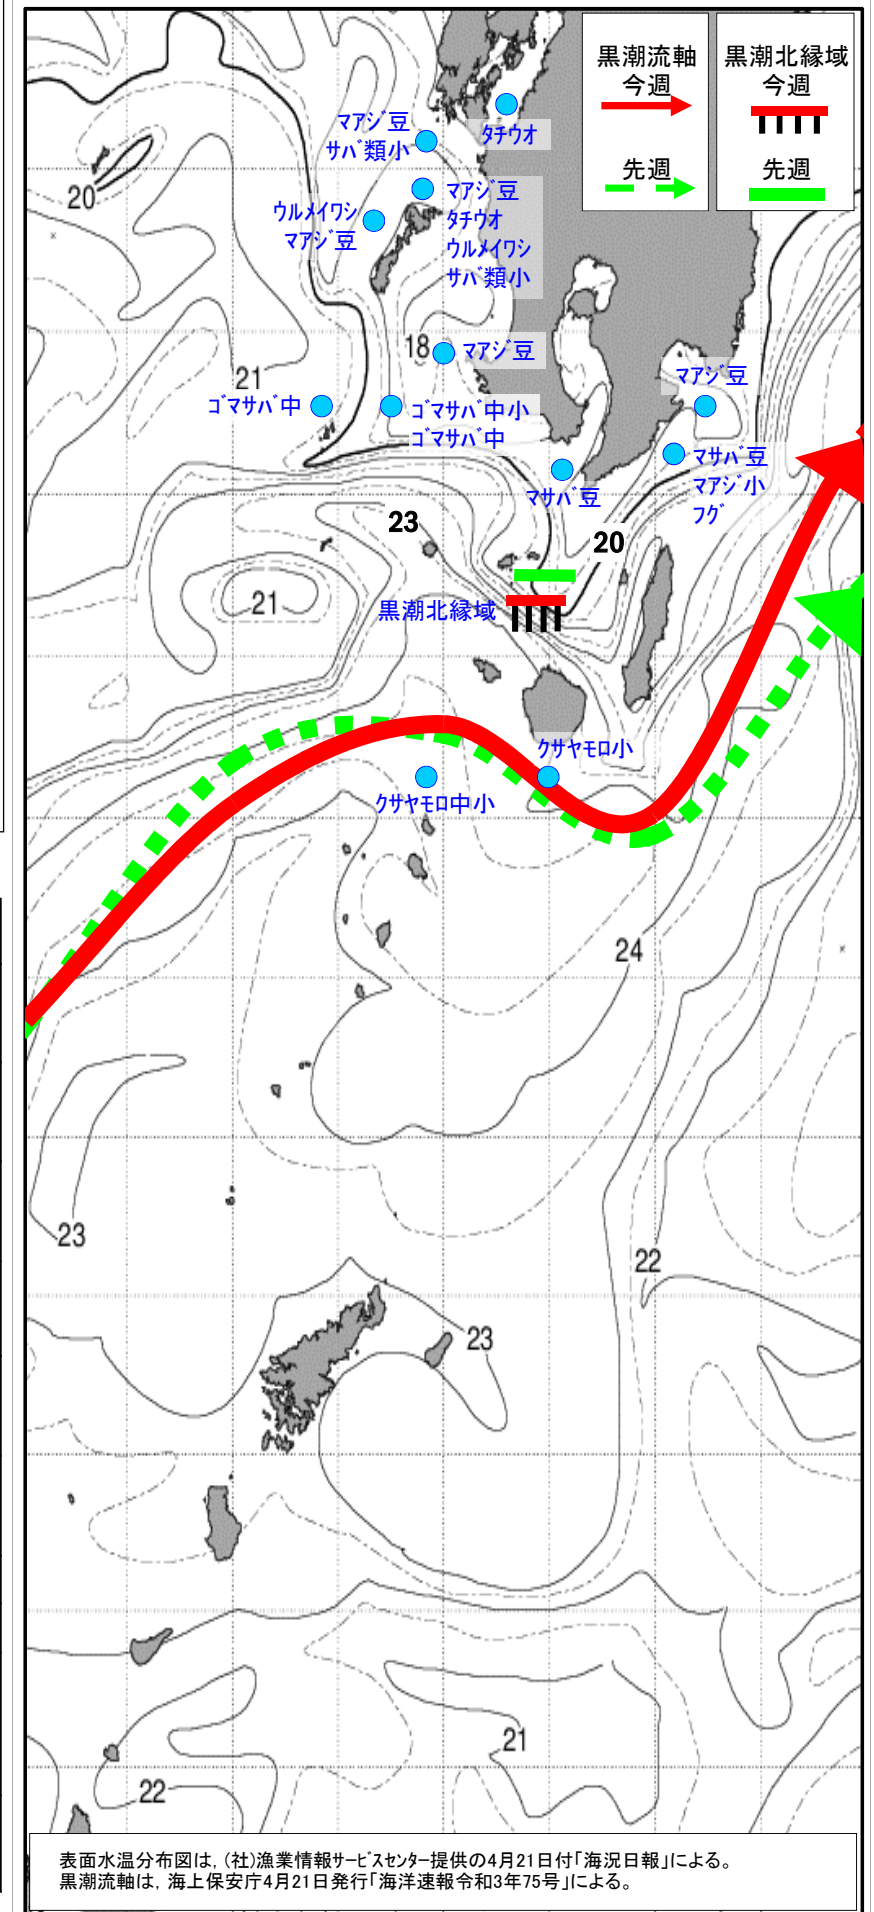 黒潮流軸
今週
先週
黒潮北縁域
今週
先週
タチウオ
マアジ豆
サバ類小
20
マアジ豆
タチウオ
ウルメイワシ
サバ類小
ウルメイワシ
マアジ豆
18
マアジ豆
21
マアジ豆
ゴマサバ中
ゴマサバ中小
ゴマサバ中
マサバ豆
マアジ小
フグ
マサバ豆
23
20
21
黒潮北縁域
クサヤモロ小
クサヤモロ中小
24
23
22
23
21
22
表面水温分布図は，(社)漁業情報サービスセンター提供の4月21日付「海況日報」による。
黒潮流軸は，海上保安庁4月21日発行「海洋速報令和3年75号」による。